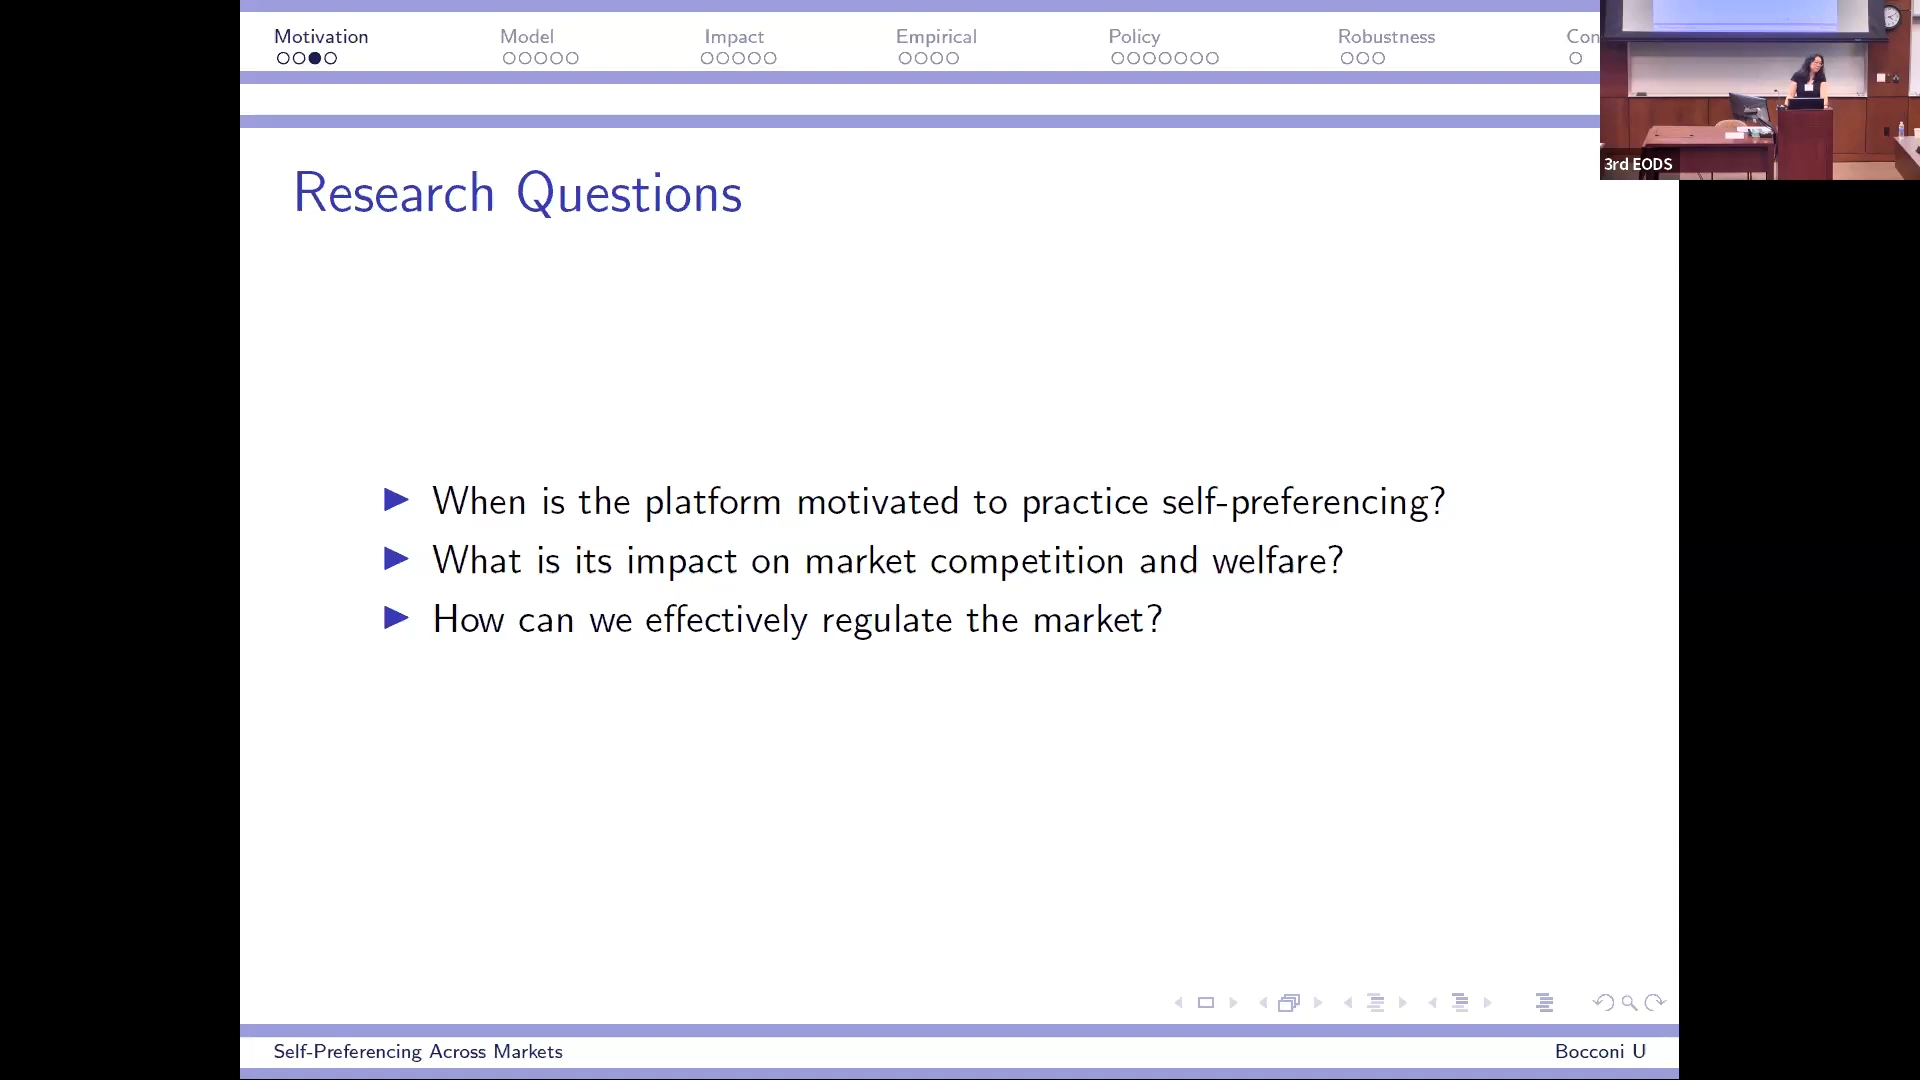 Motivation Model Impact Empirical Policy Robustness Con
3rd EODS
Research Questions
When is the platform motivated to practice self-preferencing?
What is its impact on market competition and welfare?
How can we effectively regulate the market?
Self-Preferencing Across Markets Bocconi U